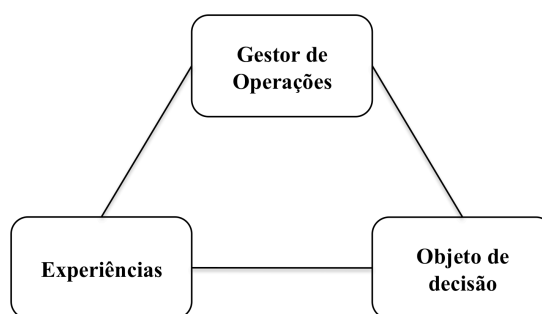 Gestor de
Operações
Experiências
Objeto de
decisão